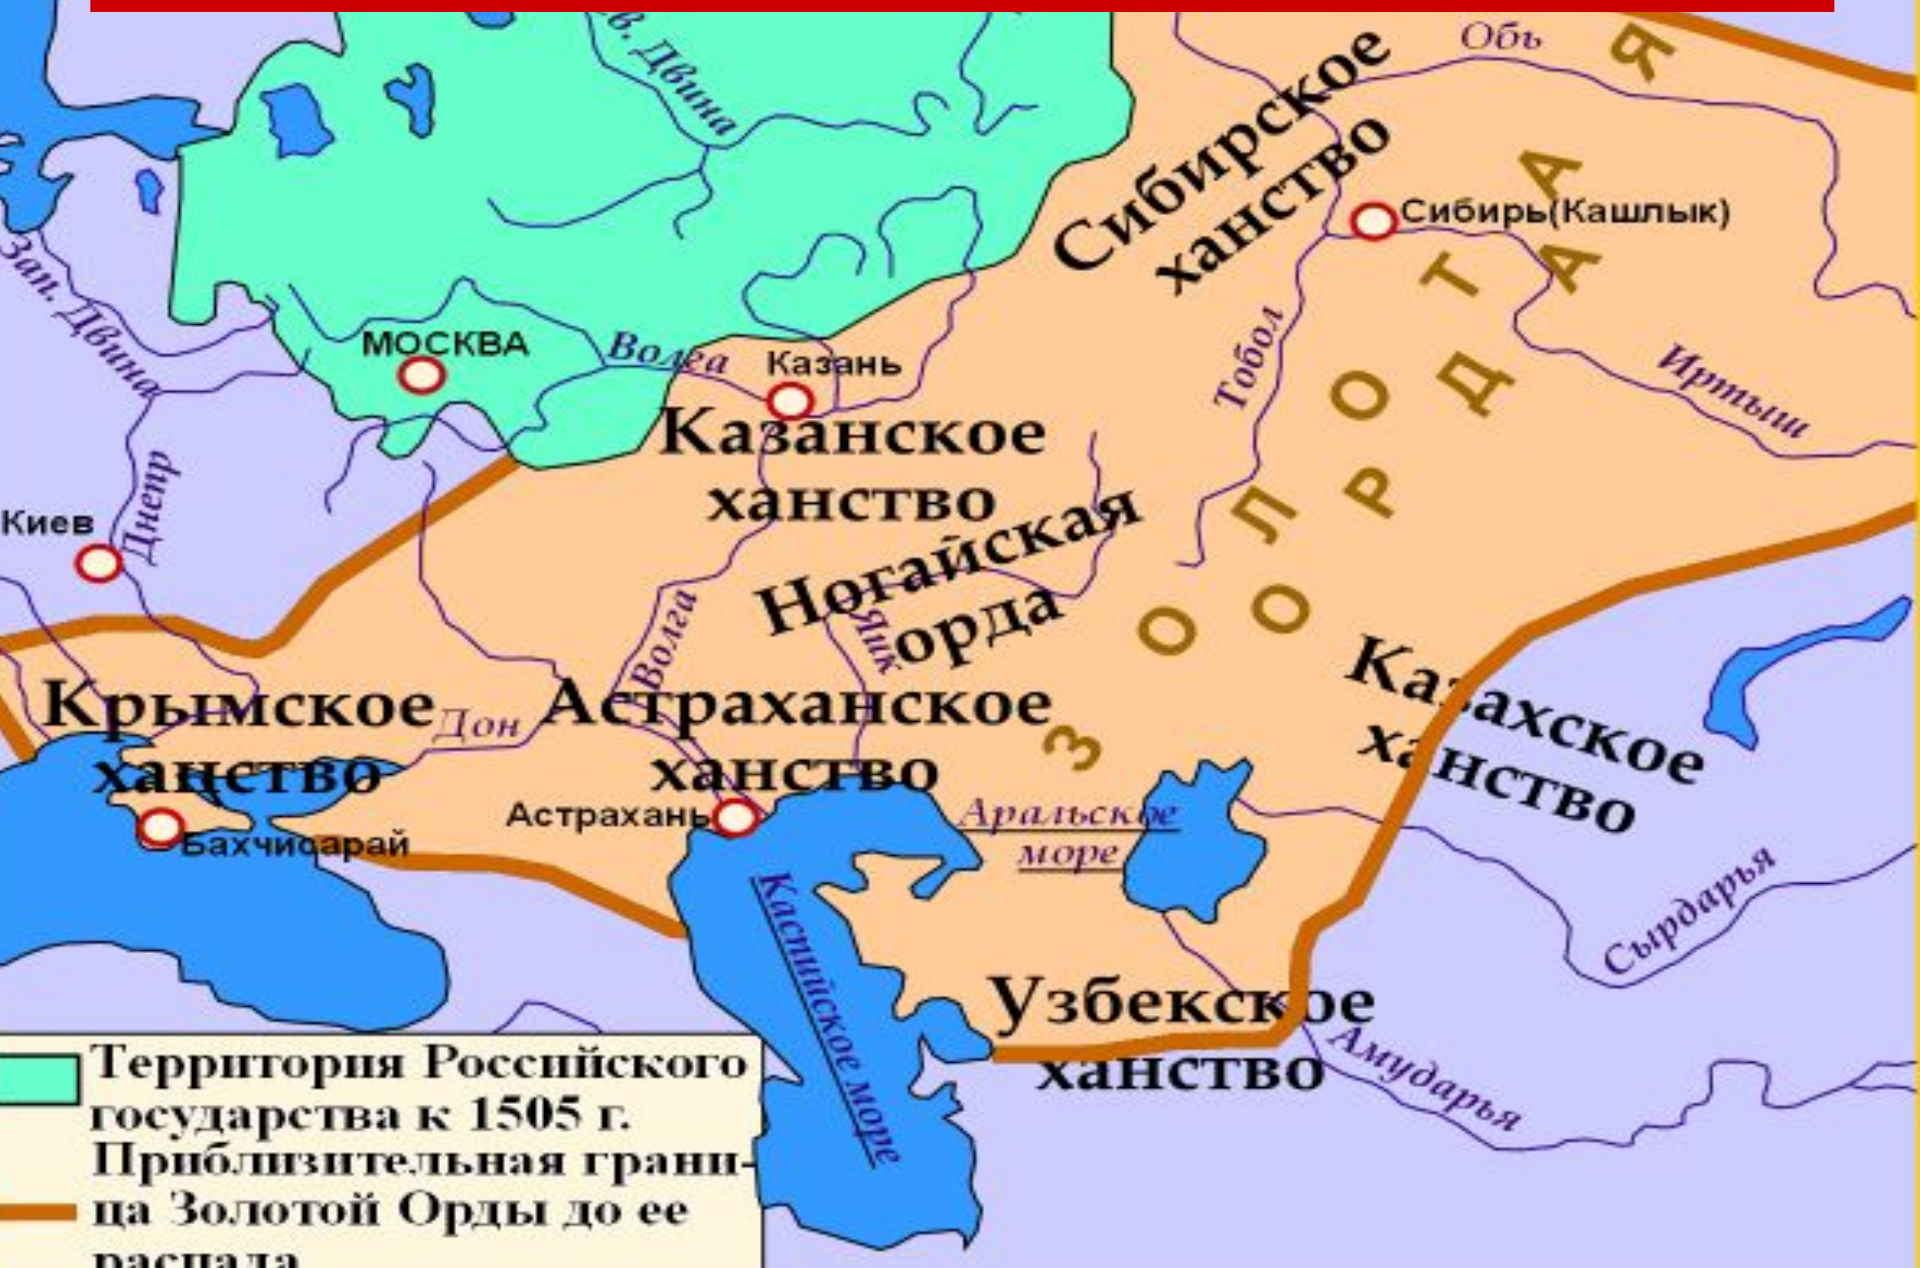 Обь
Я
в. Двина
Сибирское
ханство
А
Сибирь(Кашлык)
Т
А
Зап. Двина
Тобол
МОСКВА
Волга
Казань
О
Д
Иртыш
Казанское
ханство
Днепр
Киев
Л
Р
Ногайская
орда
О
О
Волга
Яик
Казахское
ханство
Крымское
ханство
Дон
Астраханское
ханство
З
Астрахань
Бахчисарай
Аральское
море
Каспийское море
Сырдарья
Узбекское
ханство
Амударья
Территория Российского
государства к 1505 г.
Приблизительная грани-
ца Золотой Орды до ее
распада